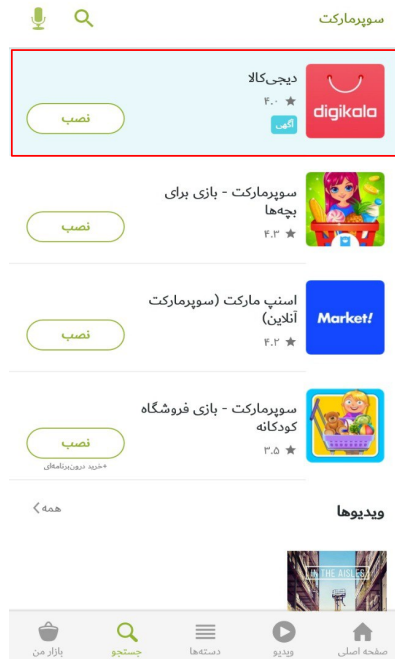 سوپرمارکت
دیجی‌کالا
۴.۰ ★
آگهی
نصب
digikala
سوپرمارکت - بازی برای
بچه‌ها
۴.۳ ★
نصب
اسنپ مارکت (سوپرمارکت
آنلاین)
۴.۲ ★
نصب
Market!
سوپرمارکت - بازی فروشگاه
کودکانه
۳.۵ ★
نصب
+خرید درون‌برنامه‌ای
ویدیوها
همه
IN THE AISLES
صفحه اصلی
ویدیو
دسته‌ها
جستجو
بازار من